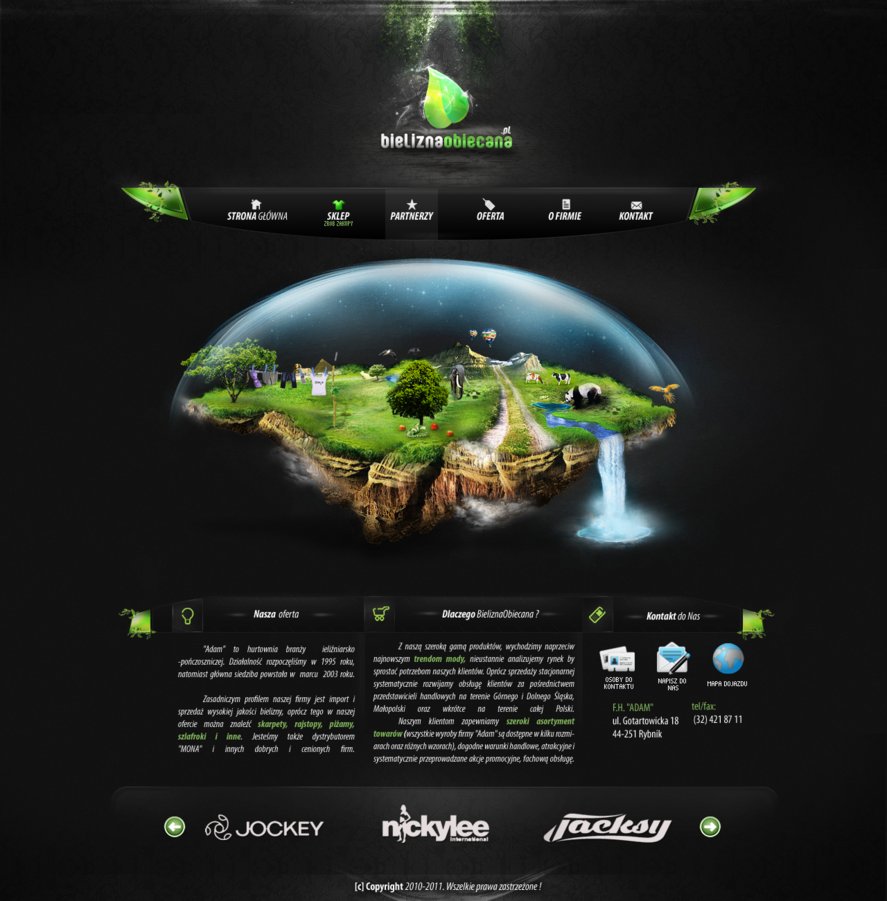 bieliznaobiecana.pl
STRONA GŁÓWNA
SKLEP
ZRÓB ZAKUPY
PARTNERZY
OFERTA
O FIRMIE
KONTAKT
Nasza oferta
"Adam" to hurtownia branży bieliźniarsko
-pończoszniczej. Działalność rozpoczęliśmy w 1995 roku,
natomiast główna siedziba powstała w marcu 2003 roku.
Zasadniczym profilem naszej firmy jest import i
sprzedaż wysokiej jakości bielizny, oprócz tego w naszej
ofercie można znaleźć skarpety, rajstopy, piżamy,
szlafroki i inne. Jesteśmy także dystrybutorem
"MONA" i innych dobrych i cenionych firm.
Dlaczego BieliznaObiecana ?
Z naszą szeroką gamą produktów, wychodzimy naprzeciw
najnowszym trendom mody, nieustannie analizujemy rynek by
sprostać potrzebom naszych klientów. Oprócz sprzedaży stacjonarnej
systematycznie rozwijamy obsługę klientów za pośrednictwem
przedstawicieli handlowych na terenie Górnego i Dolnego Śląska,
Małopolski oraz wkrótce na terenie całej Polski.
Naszym klientom zapewniamy szeroki asortyment
towarów (wszystkie wyroby firmy "Adam" są dostępne w kilku rozmi-
arach oraz różnych wzorach), dogodne warunki handlowe, atrakcyjne i
systematycznie przeprowadzane akcje promocyjne, fachową obsługę.
Kontakt do Nas
OSOBY DO
KONTAKTU
NAPISZ DO
NAS
MAPA DOJAZDU
F.H. "ADAM"
ul. Gotartowicka 18
44-251 Rybnik
tel/fax:
(32) 421 87 11
JOCKEY
nickylee
international
Jacksy
[c] Copyright 2010-2011. Wszelkie prawa zastrzeżone !